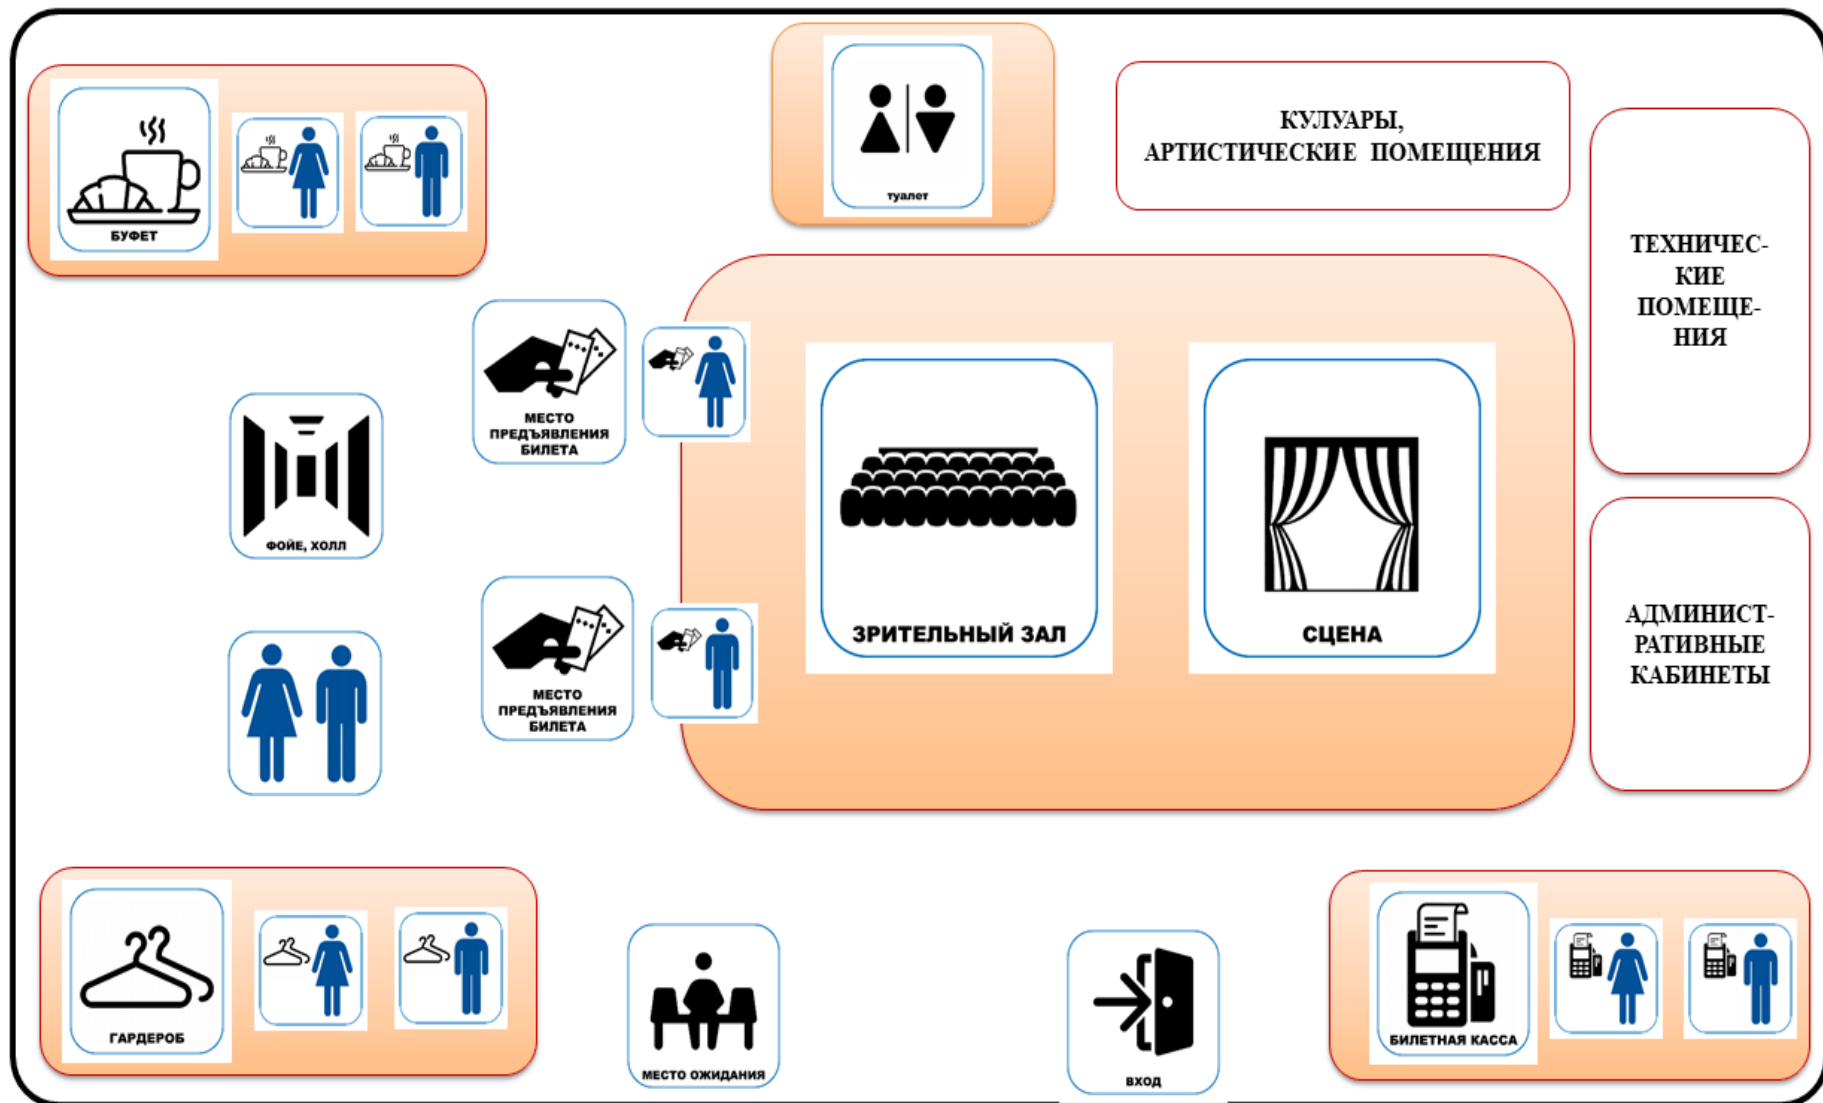 БУФЕТ
туалет
КУЛУАРЫ,
АРТИСТИЧЕСКИЕ ПОМЕЩЕНИЯ
ТЕХНИЧЕС-
КИЕ
ПОМЕЩЕ-
НИЯ
МЕСТО
ПРЕДЪЯВЛЕНИЯ
БИЛЕТА
ФОЙЕ, ХОЛЛ
ЗРИТЕЛЬНЫЙ ЗАЛ
СЦЕНА
МЕСТО
ПРЕДЪЯВЛЕНИЯ
БИЛЕТА
АДМИНИСТ-
РАТИВНЫЕ
КАБИНЕТЫ
ГАРДЕРОБ
МЕСТО ОЖИДАНИЯ
ВХОД
БИЛЕТНАЯ КАССА